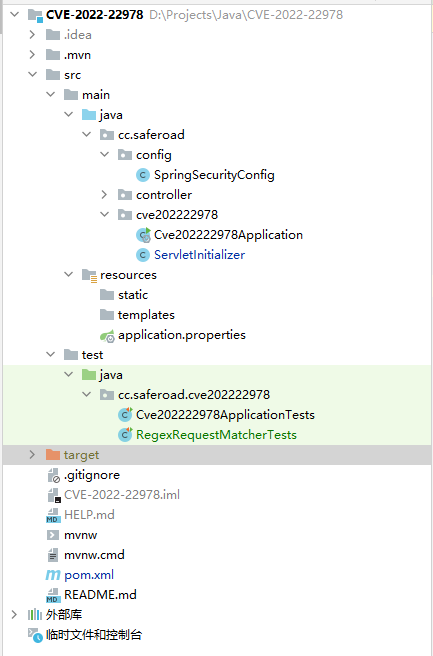 CVE-2022-22978 D:\Projects\Java\CVE-2022-22978
.idea
.mvn
src
main
java
cc.saferoad
config
SpringSecurityConfig
controller
cve202222978
Cve202222978Application
ServletInitializer
resources
static
templates
application.properties
test
java
cc.saferoad.cve202222978
Cve202222978ApplicationTests
RegexRequestMatcherTests
target
.gitignore
CVE-2022-22978.iml
HELP.md
mvnw
mvnw.cmd
pom.xml
README.md
外部库
临时文件和控制台